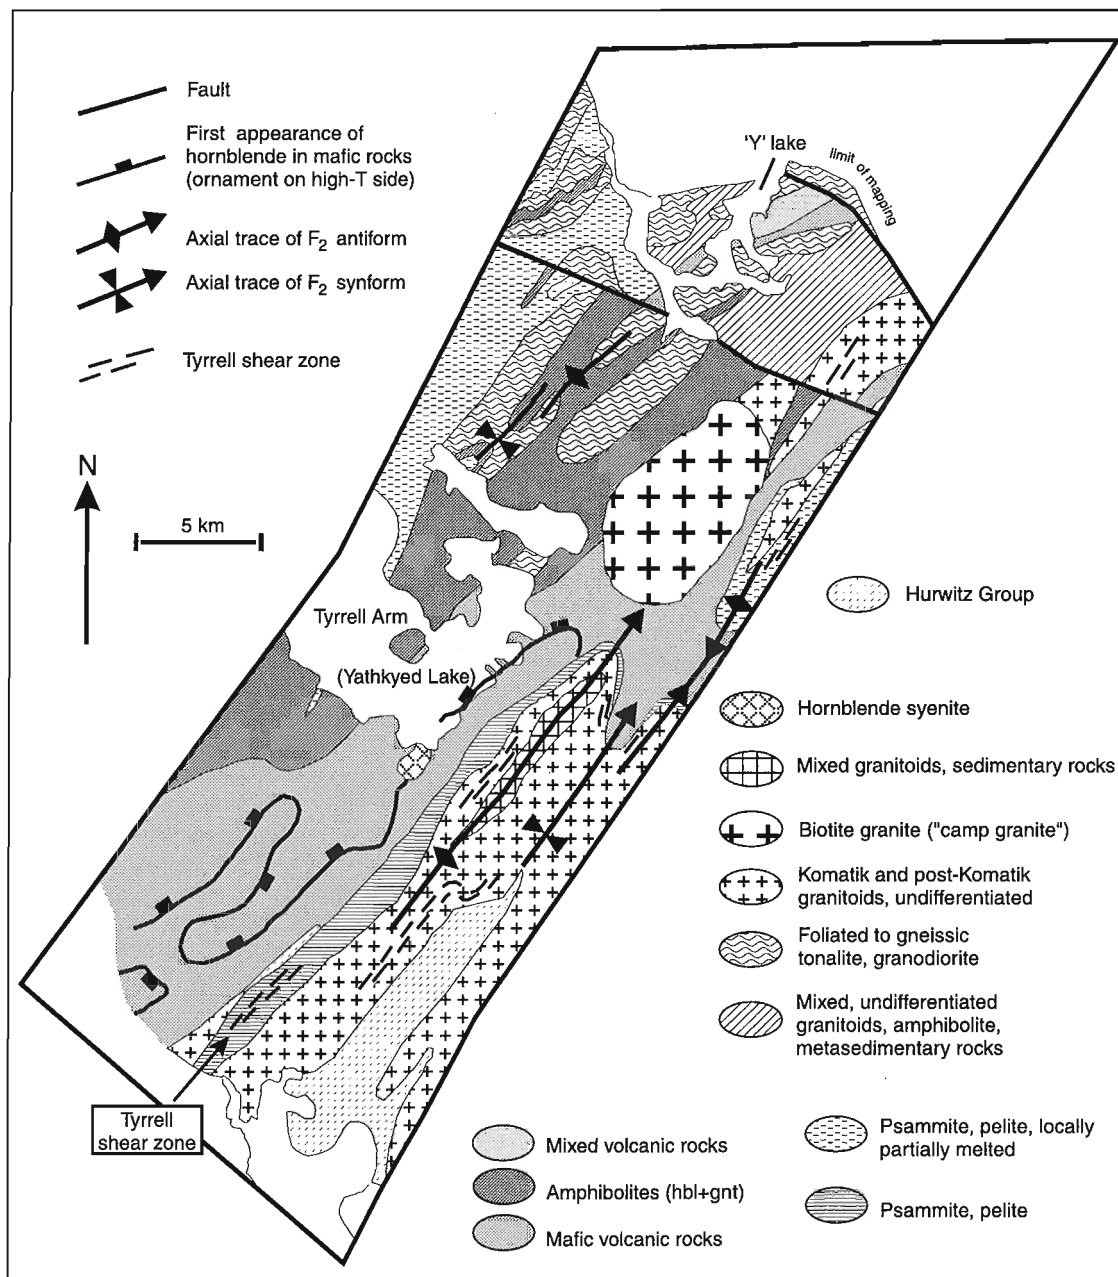 Fault
First appearance of
hornblende in mafic rocks
(ornament on high-T side)
Axial trace of F2 antiform
Axial trace of F2 synform
Tyrrell shear zone
N
5 km
'Y' lake
limit of mapping
Tyrrell Arm
(Yathkyed Lake)
Hurwitz Group
Hornblende syenite
Mixed granitoids, sedimentary rocks
Biotite granite ("camp granite")
Komatik and post-Komatik
granitoids, undifferentiated
Foliated to gneissic
tonalite, granodiorite
Mixed, undifferentiated
granitoids, amphibolite,
metasedimentary rocks
Tyrrell
shear zone
Mixed volcanic rocks
Amphibolites (hbl+gnt)
Mafic volcanic rocks
Psammite, pelite, locally
partially melted
Psammite, pelite